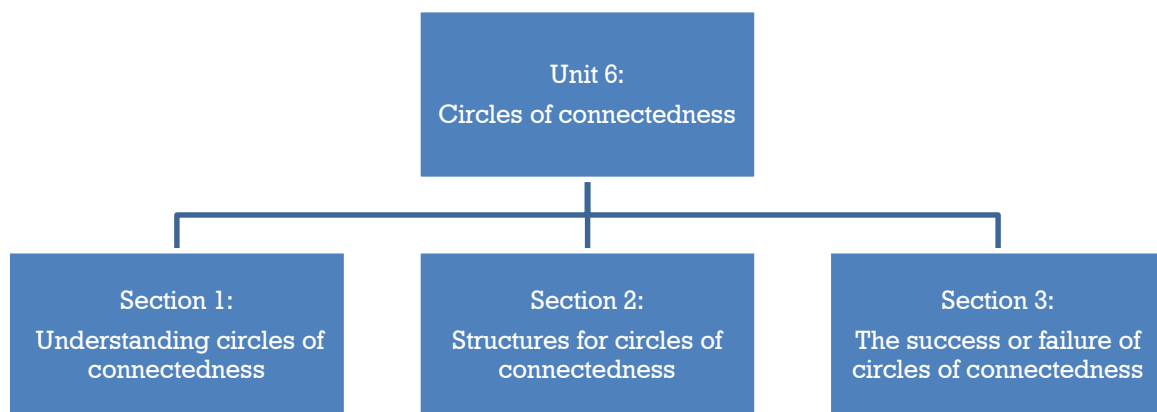 Unit 6:
Circles of connectedness
Section 1:
Understanding circles of
connectedness
Section 2:
Structures for circles of
connectedness
Section 3:
The success or failure of
circles of connectedness